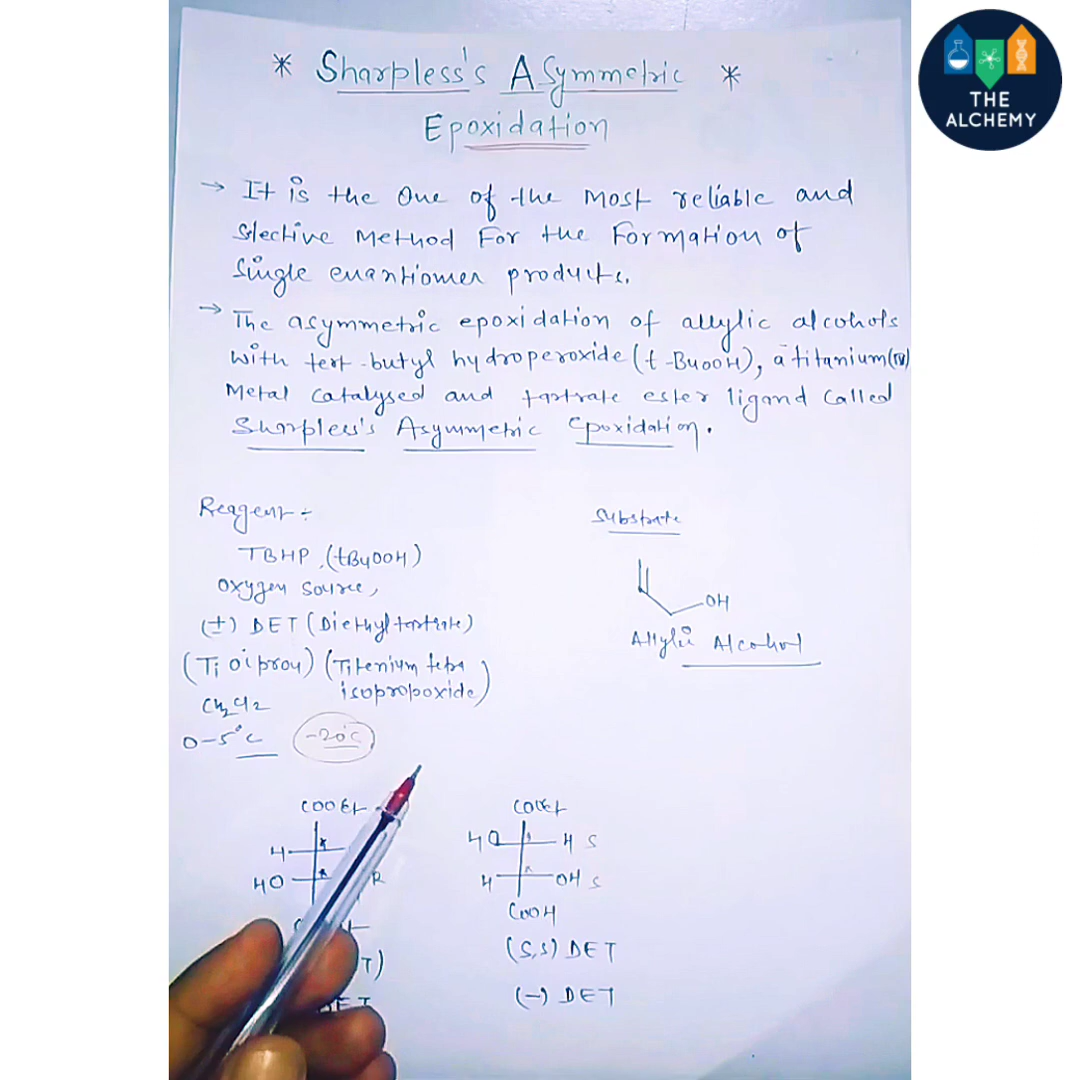 * Sharpless's Asymmetric *
Epoxidation
→ It is the One of the Most reliable and
Selective Method For the Formation of
Single enantiomer products.
→ The asymmetric epoxidation of allylic alcohols
With tert-butyl hydroperoxide (t-BuOOH), a titanium (IV)
Metal Catalysed and tartrate ester ligand Called
Sharpless's Asymmetric Epoxidation.
Reagent :-
TBHP, (tBuOOH)
Oxygen Source,
(±) DET (Diethyl tartrate)
(Ti oiprou) (Titenium tetra
isopropoxide)
CH2Cl2
0-5°C -20°C
Substrate
OH
Allylic Alcohol
COOEt
H
HO R
T)
DET
COOEt
HO H S
H OH S
COOH
(S,S) DET
(-) DET
THE
ALCHEMY